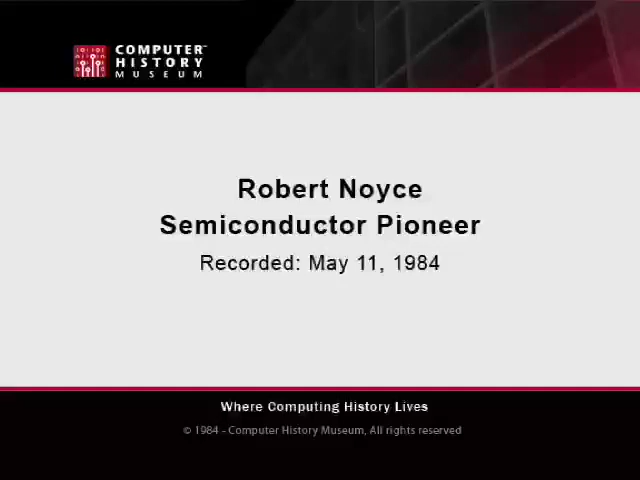 COMPUTER™
HISTORY
MUSEUM
Robert Noyce
Semiconductor Pioneer
Recorded: May 11, 1984
Where Computing History Lives
© 1984 - Computer History Museum, All rights reserved